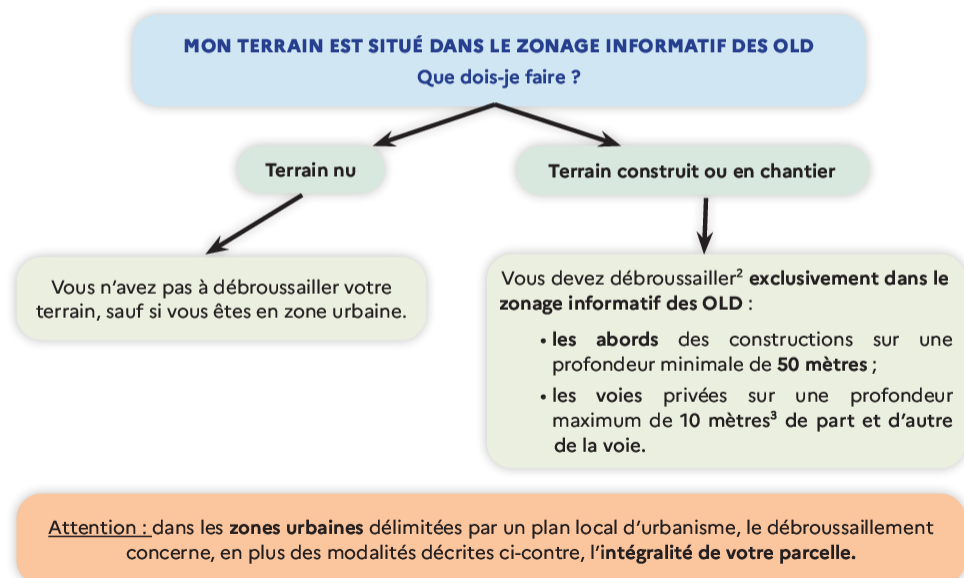 MON TERRAIN EST SITUÉ DANS LE ZONAGE INFORMATIF DES OLD
Que dois-je faire ?
Terrain nu
Terrain construit ou en chantier
Vous n'avez pas à débroussailler votre
terrain, sauf si vous êtes en zone urbaine.
Vous devez débroussailler² exclusivement dans le
zonage informatif des OLD :
• les abords des constructions sur une
profondeur minimale de 50 mètres ;
• les voies privées sur une profondeur
maximum de 10 mètres³ de part et d'autre
de la voie.
Attention : dans les zones urbaines délimitées par un plan local d'urbanisme, le débroussaillement
concerne, en plus des modalités décrites ci-contre, l'intégralité de votre parcelle.